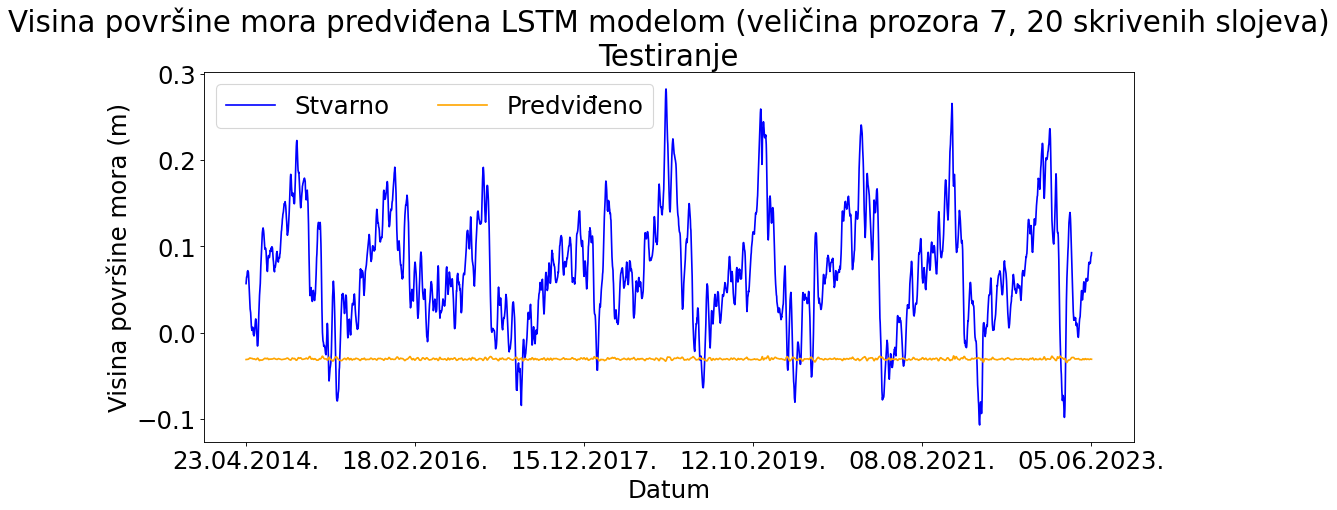 Visina površine mora predviđena LSTM modelom (veličina prozora 7, 20 skrivenih slojeva)
Testiranje
Stvarno Predviđeno
Visina površine mora (m)
0.3
0.2
0.1
0.0
−0.1
23.04.2014. 18.02.2016. 15.12.2017. 12.10.2019. 08.08.2021. 05.06.2023.
Datum